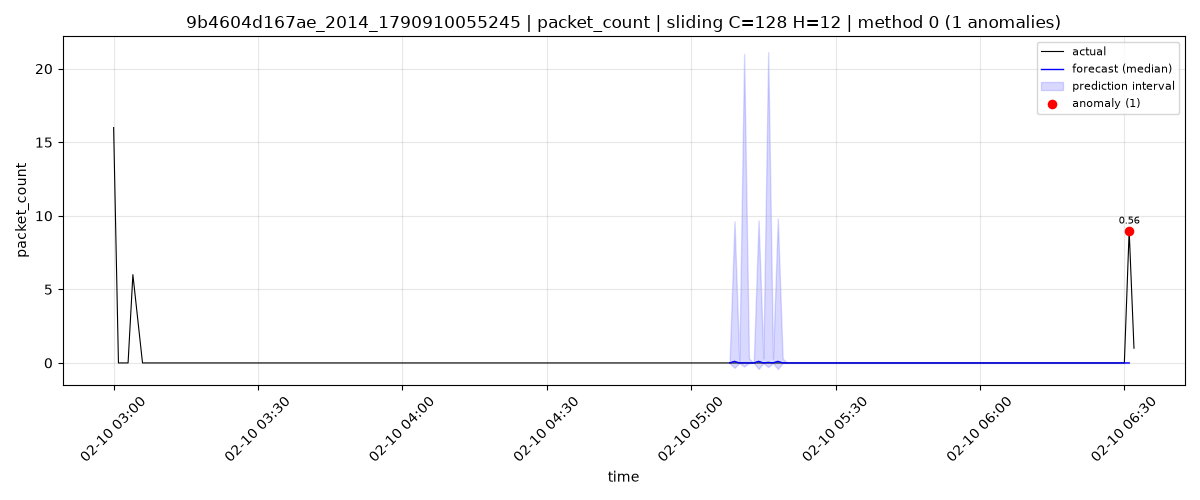 9b4604d167ae_2014_1790910055245 | packet_count | sliding C=128 H=12 | method 0 (1 anomalies)
actual
forecast (median)
prediction interval
anomaly (1)
20
15
10
5
0
packet_count
0.56
02-10 03:00
02-10 03:30
02-10 04:00
02-10 04:30
02-10 05:00
02-10 05:30
02-10 06:00
02-10 06:30
time